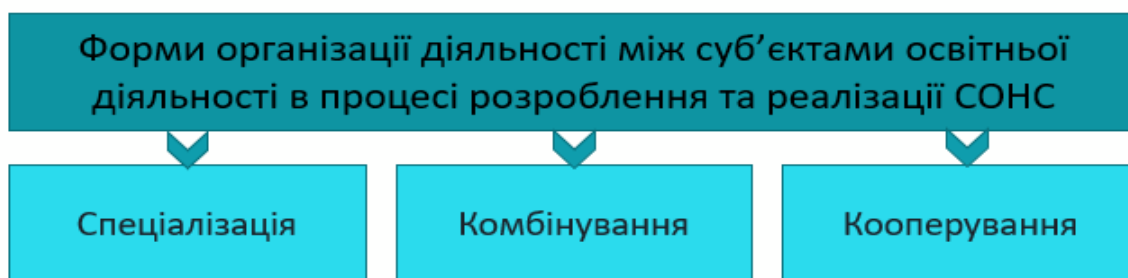 Форми організації діяльності між суб’єктами освітньої
діяльності в процесі розроблення та реалізації СОНС
Спеціалізація
Комбінування
Кооперування